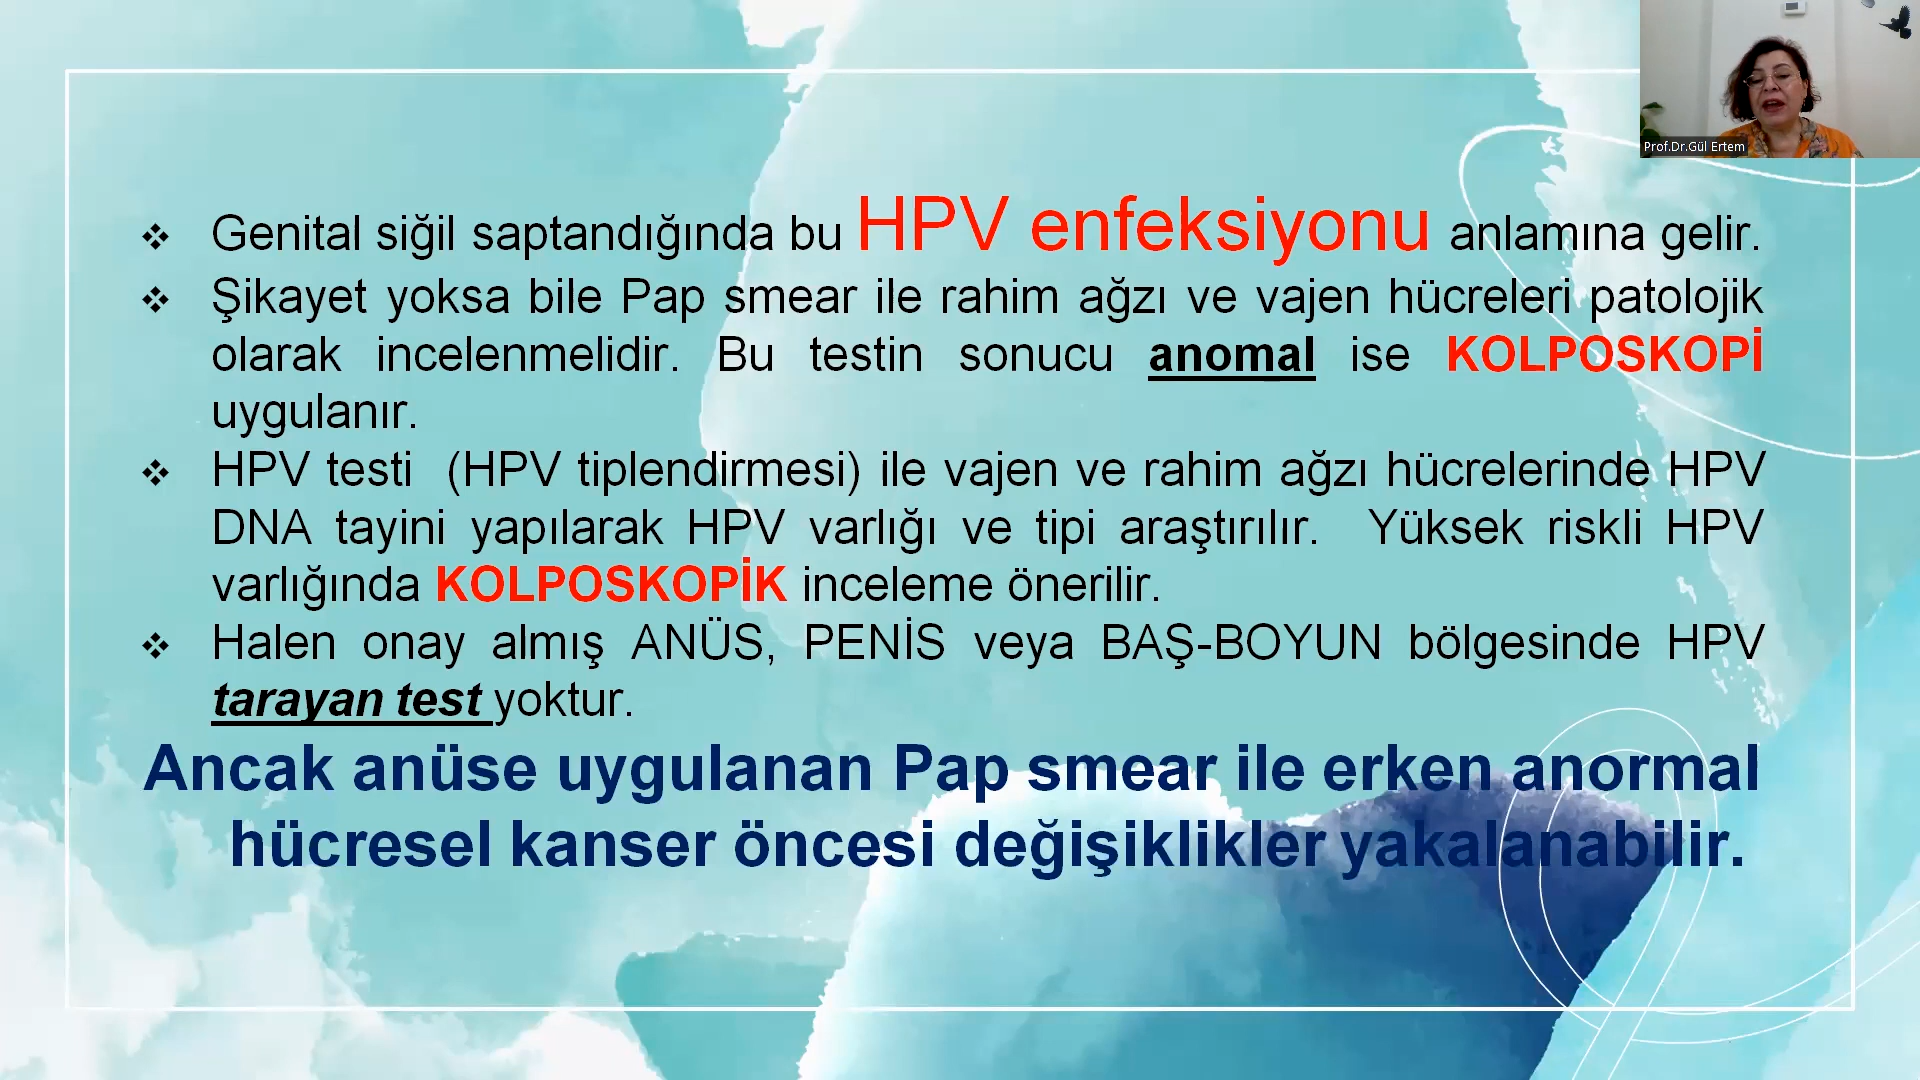 Prof.Dr.Gül Ertem
❖ Genital siğil saptandığında bu HPV enfeksiyonu anlamına gelir.
❖ Şikayet yoksa bile Pap smear ile rahim ağzı ve vajen hücreleri patolojik
olarak incelenmelidir. Bu testin sonucu anomal ise KOLPOSKOPİ
uygulanır.
❖ HPV testi (HPV tiplendirmesi) ile vajen ve rahim ağzı hücrelerinde HPV
DNA tayini yapılarak HPV varlığı ve tipi araştırılır. Yüksek riskli HPV
varlığında KOLPOSKOPİK inceleme önerilir.
❖ Halen onay almış ANÜS, PENİS veya BAŞ-BOYUN bölgesinde HPV
tarayan test yoktur.
Ancak anüse uygulanan Pap smear ile erken anormal
hücresel kanser öncesi değişiklikler yakalanabilir.